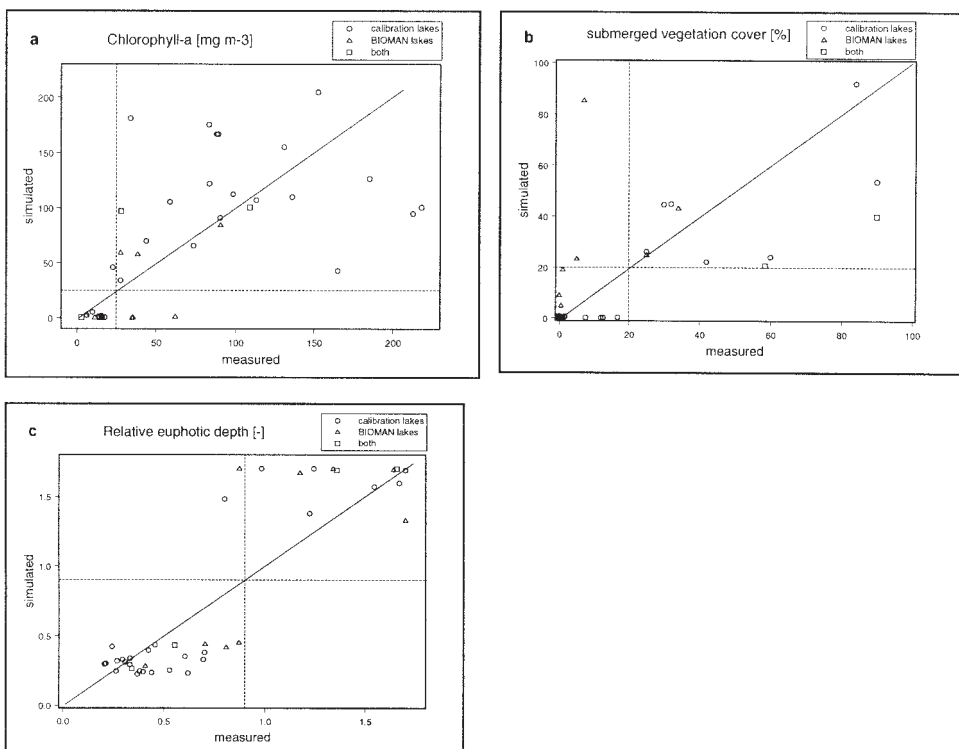 a
Chlorophyll-a [mg m-3]
calibration lakes
BIOMAN lakes
both
simulated
200
150
100
50
0
0 50 100 150 200
measured
b
submerged vegetation cover [%]
calibration lakes
BIOMAN lakes
both
simulated
100
80
60
40
20
0
0 20 40 60 80 100
measured
c
Relative euphotic depth [-]
calibration lakes
BIOMAN lakes
both
simulated
1.5
1.0
0.5
0.0
0.0 0.5 1.0 1.5
measured